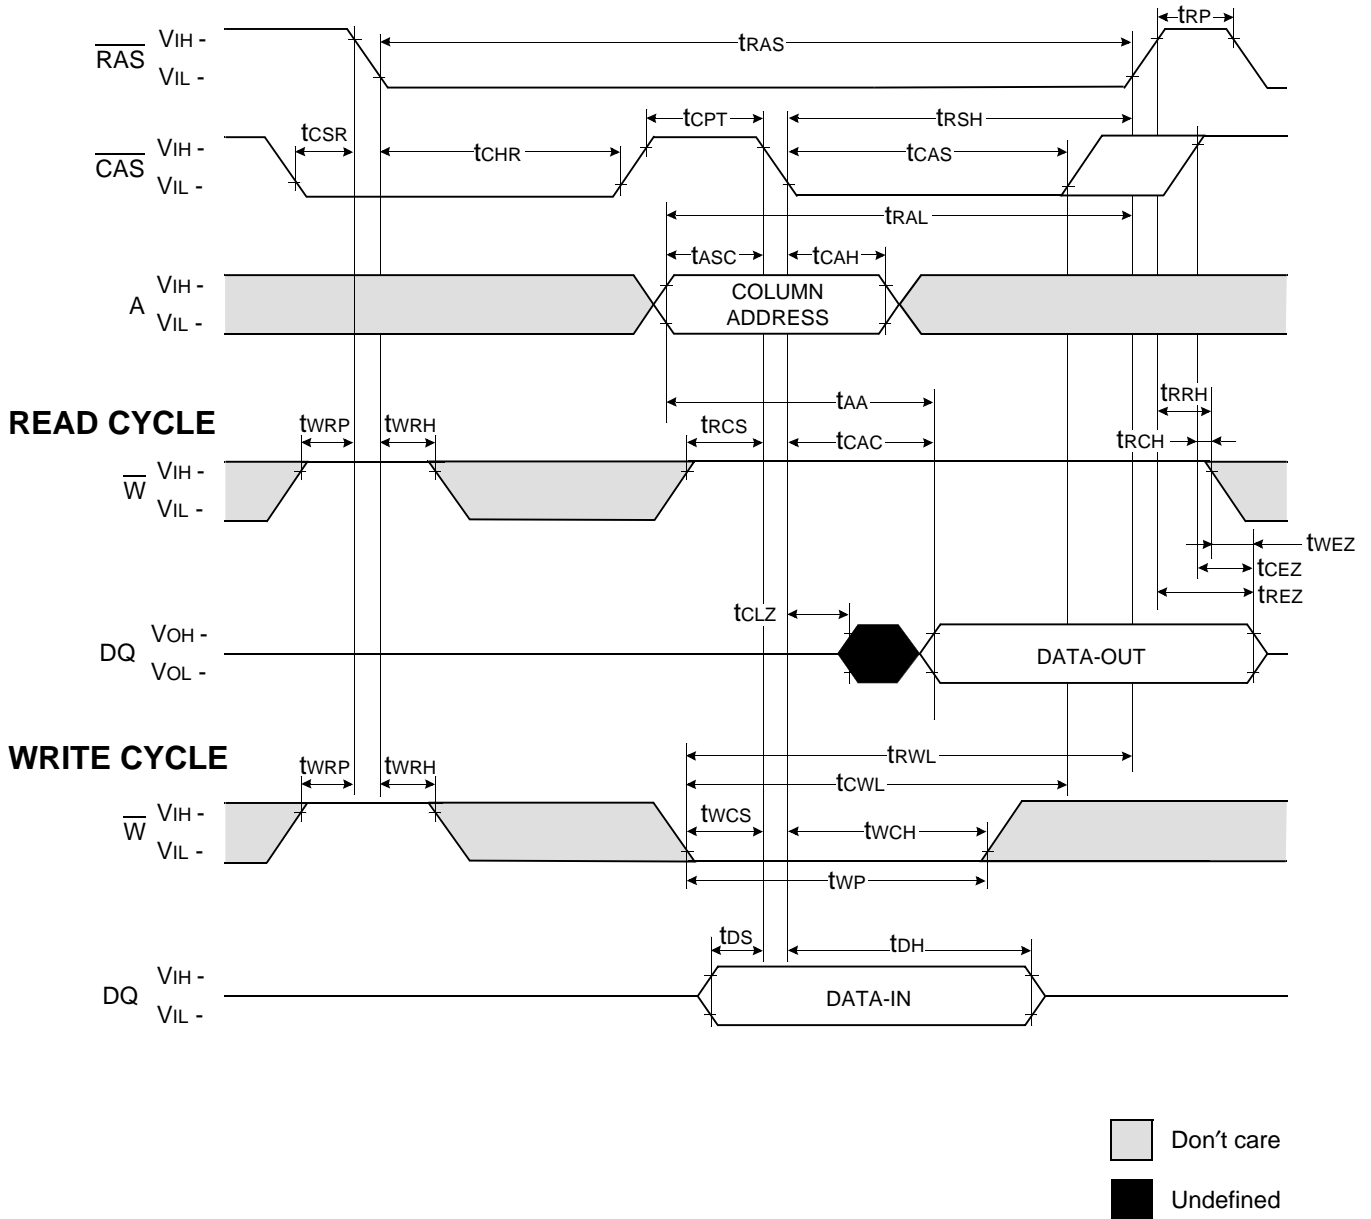 tRP
VIH -
RAS
tRAS
VIL -
tCPT
tRSH
tCSR
VIH -
CAS
tCHR
tCAS
VIL -
tRAL
tASC
tCAH
VIH -
A
COLUMN
ADDRESS
VIL -
tRRH
tAA
READ CYCLE
tWRP
tWRH
tRCS
tCAC
tRCH
VIH -
W
VIL -
tWEZ
tCEZ
tREZ
tCLZ
VOH -
DQ
DATA-OUT
VOL -
WRITE CYCLE
tRWL
tWRP
tWRH
tCWL
VIH -
W
tWCS
tWCH
VIL -
tWP
tDS
tDH
VIH -
DQ
DATA-IN
VIL -
Don′t care
Undefined